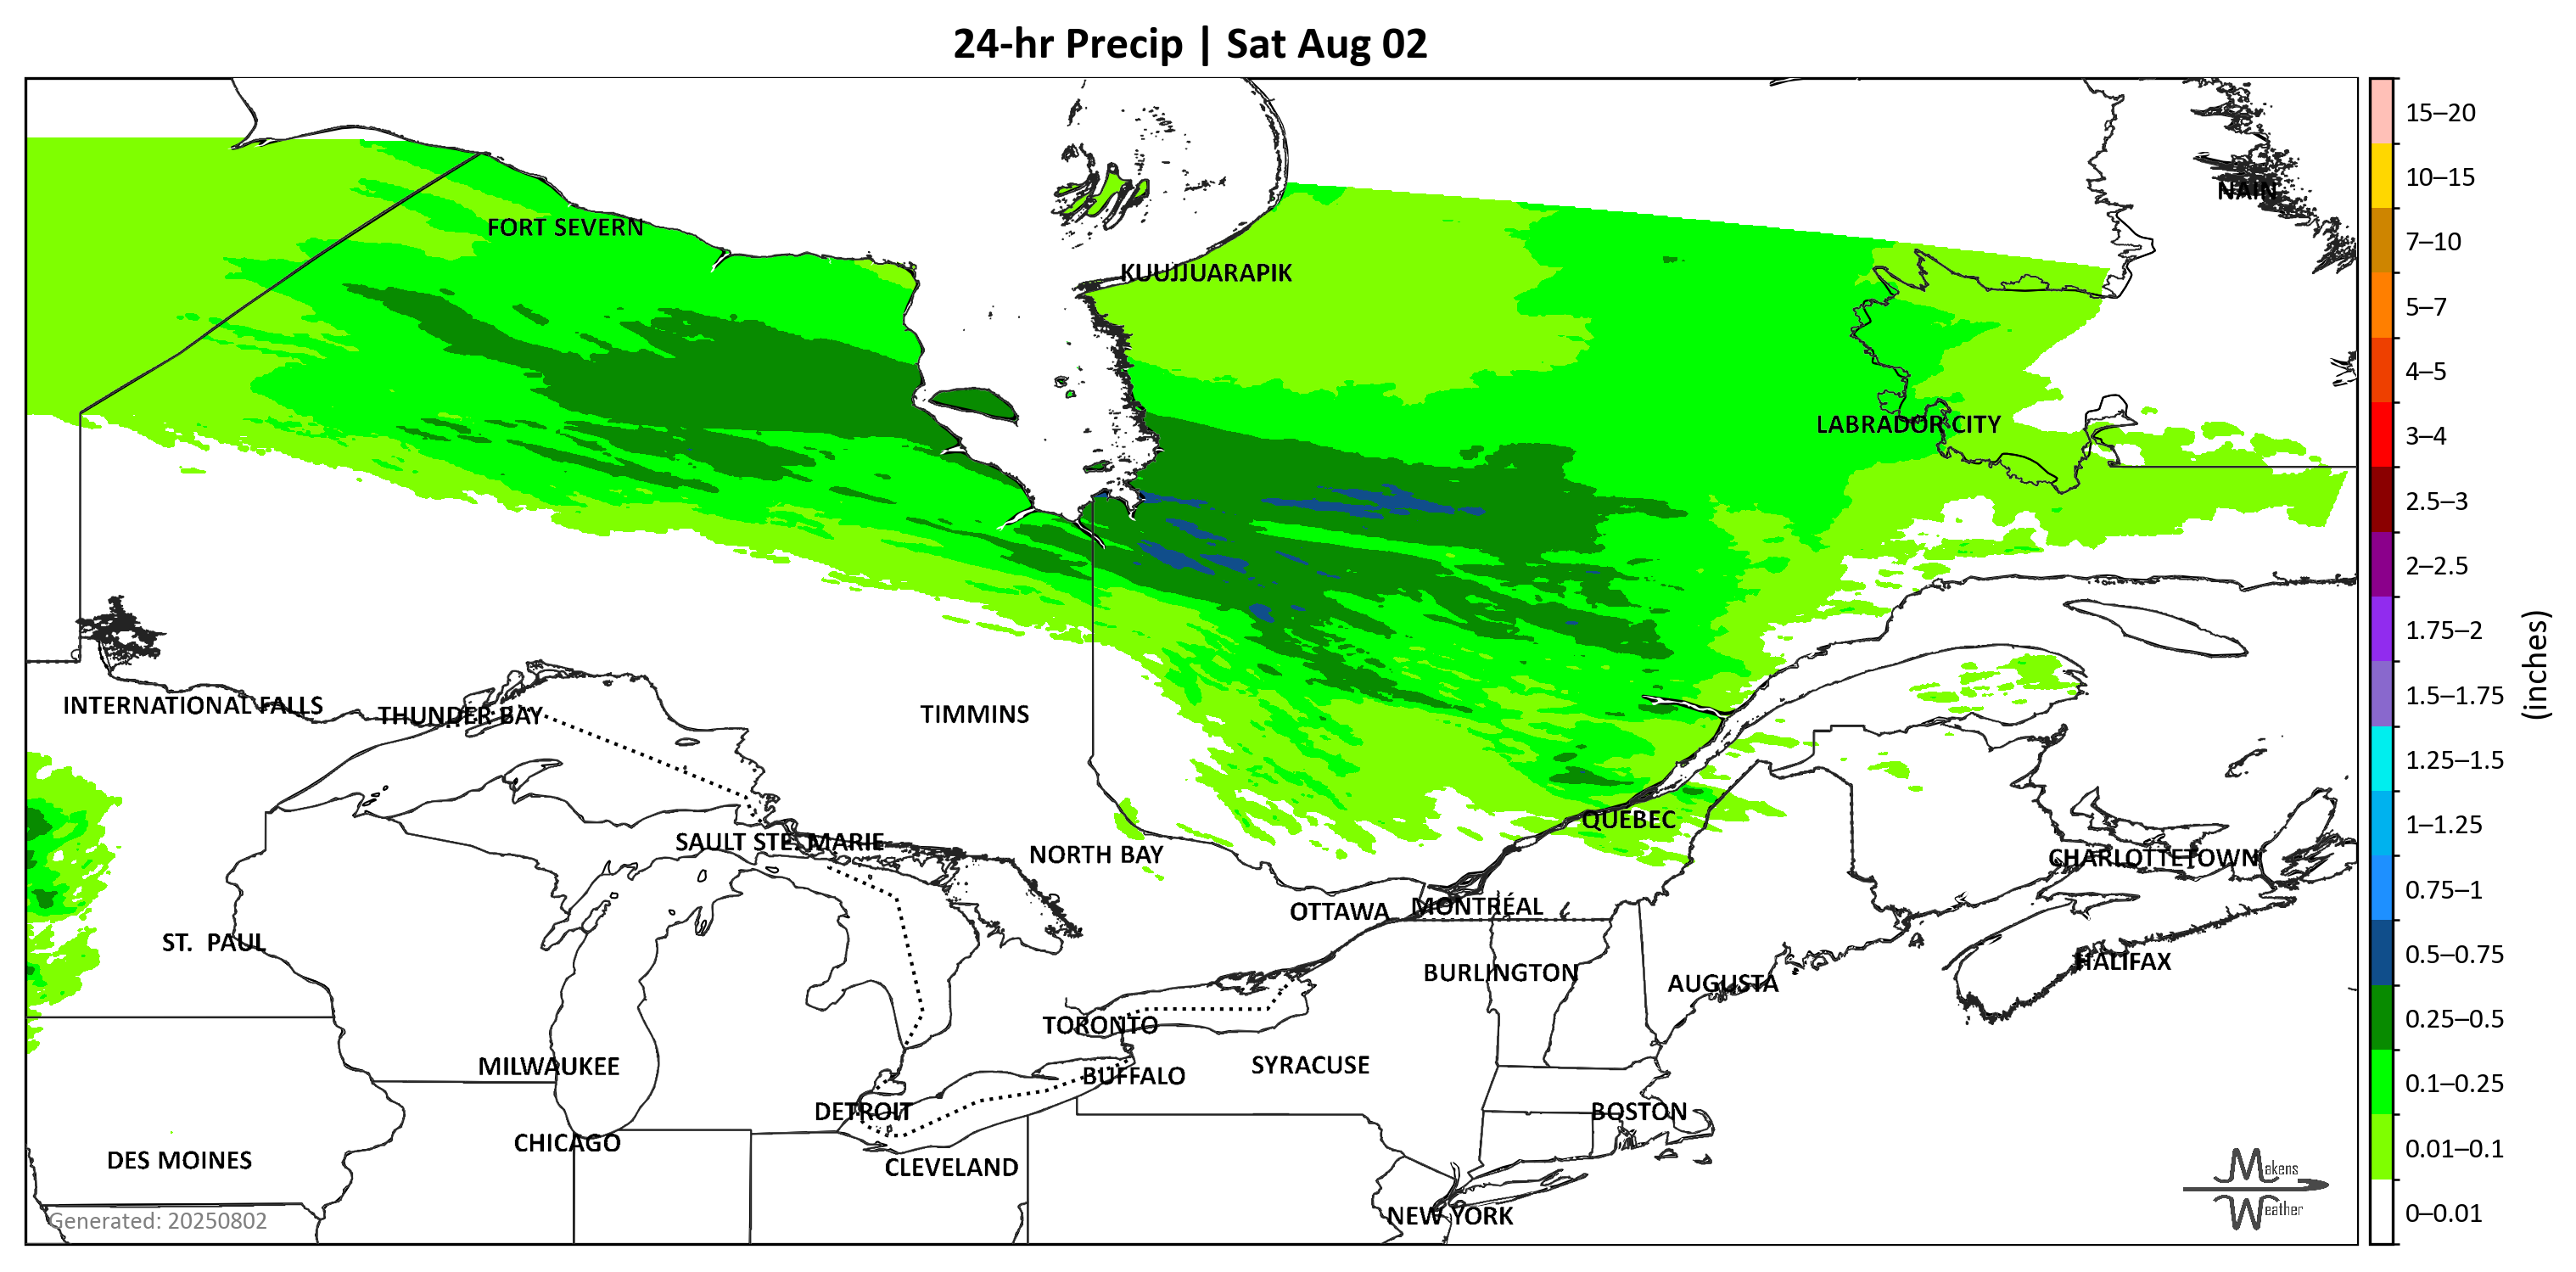 24-hr Precip | Sat Aug 02
NAIN
FORT SEVERN
KUUJJUARAPIK
LABRADOR CITY
INTERNATIONAL FALLS
THUNDER BAY
TIMMINS
SAULT STE. MARIE
NORTH BAY
QUEBEC
CHARLOTTETOWN
OTTAWA
MONTRÉAL
ST. PAUL
HALIFAX
BURLINGTON
AUGUSTA
TORONTO
MILWAUKEE
BUFFALO
SYRACUSE
DETROIT
BOSTON
CHICAGO
DES MOINES
CLEVELAND
NEW YORK
Generated: 20250802
Makens
Weather
15–20
10–15
7–10
5–7
4–5
3–4
2.5–3
2–2.5
1.75–2
1.5–1.75
1.25–1.5
1–1.25
0.75–1
0.5–0.75
0.25–0.5
0.1–0.25
0.01–0.1
0–0.01
(inches)